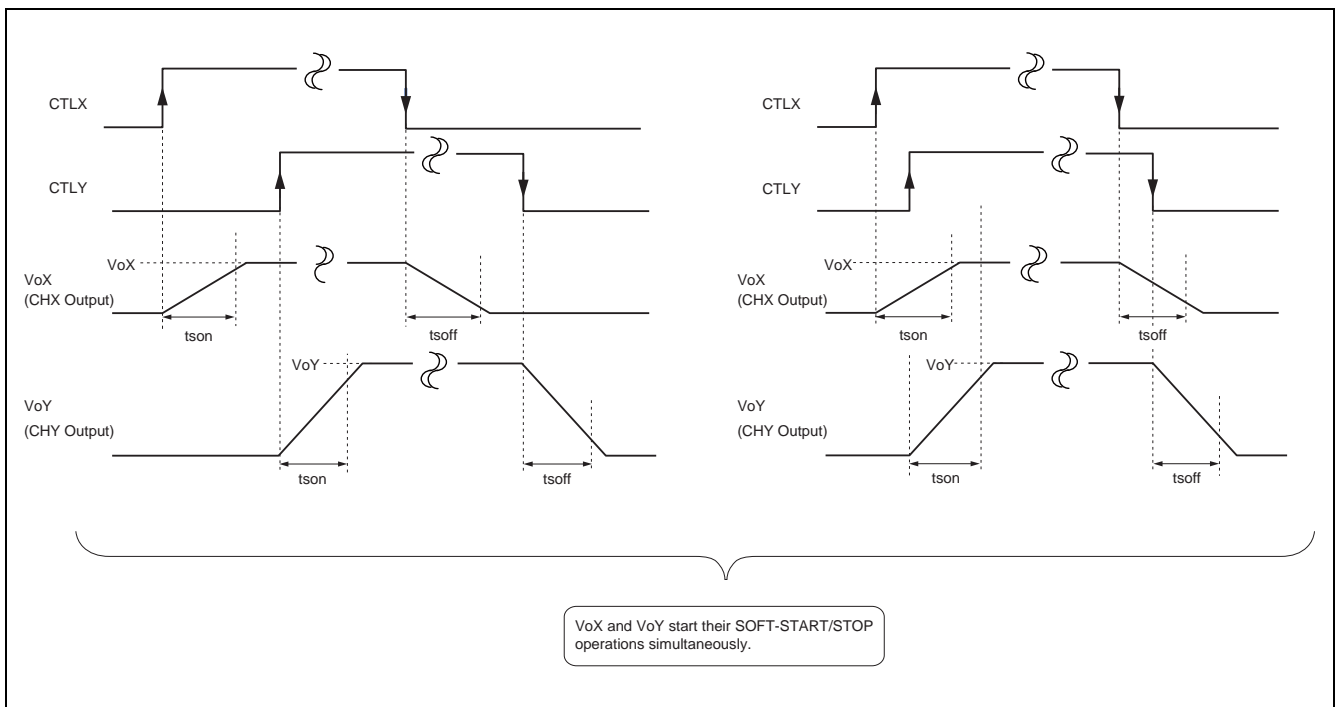 CTLX
CTLY
VoX
VoX
(CHX Output)
tson
tsoff
VoY
VoY
(CHY Output)
tson
tsoff
CTLX
CTLY
VoX
VoX
(CHX Output)
tson
tsoff
VoY
VoY
(CHY Output)
tson
tsoff
VoX and VoY start their SOFT-START/STOP
operations simultaneously.